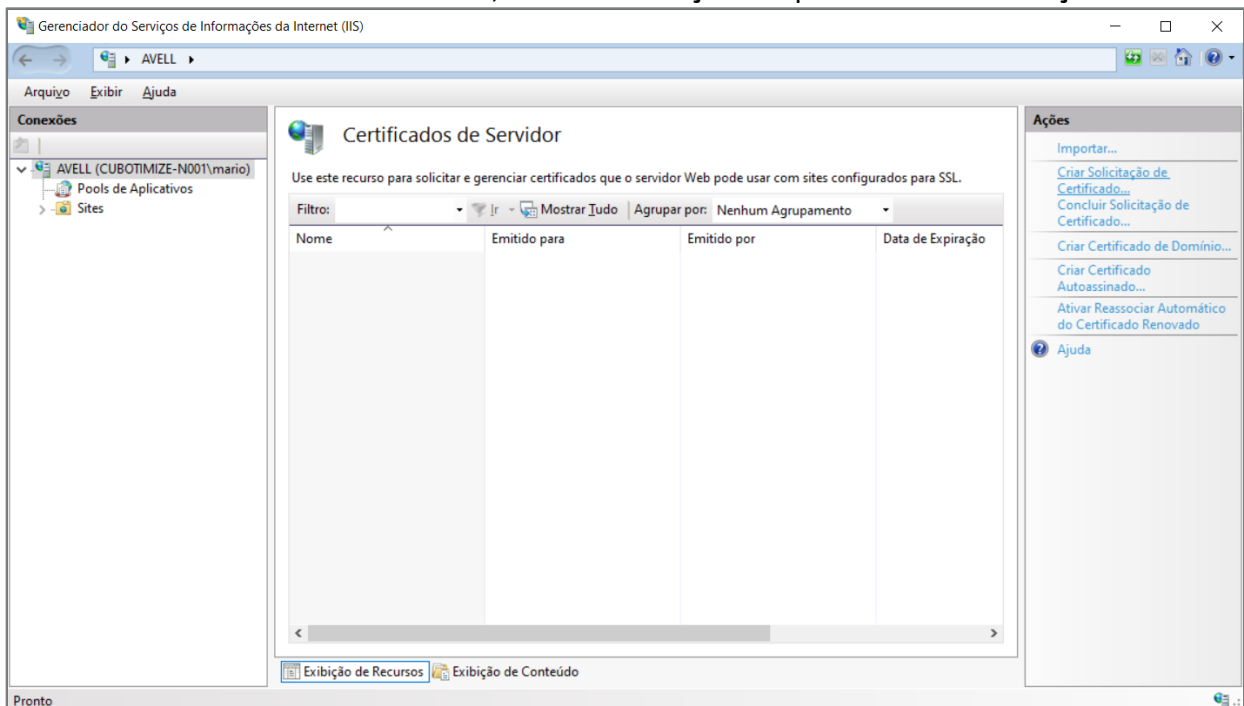 Gerenciador do Serviços de Informações da Internet (IIS)
AVELL
Arquivo Exibir Ajuda
Conexões
AVELL (CUBOTIMIZE-N001\mario)
Pools de Aplicativos
Sites
Certificados de Servidor
Use este recurso para solicitar e gerenciar certificados que o servidor Web pode usar com sites configurados para SSL.
Filtro: Ir Mostrar Tudo Agrupar por: Nenhum Agrupamento
Nome Emitido para Emitido por Data de Expiração
Exibição de Recursos Exibição de Conteúdo
Ações
Importar...
Criar Solicitação de
Certificado...
Concluir Solicitação de
Certificado...
Criar Certificado de Domínio...
Criar Certificado
Autoassinado...
Ativar Reassociar Automático
do Certificado Renovado
Ajuda
Pronto